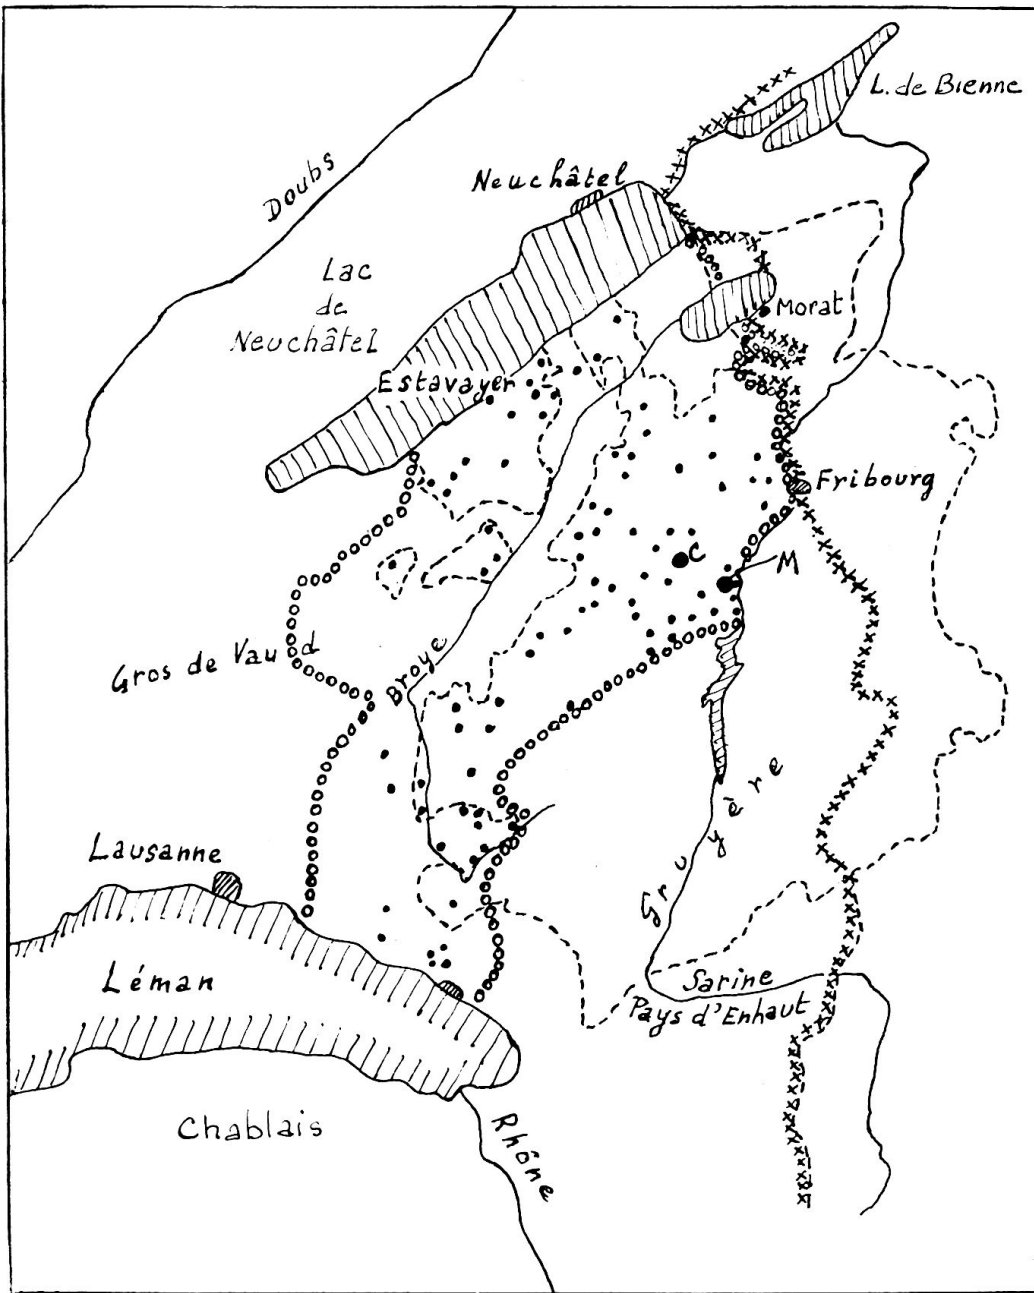 L. de Bienne
Neuchâtel
Doubs
Lac
de
Neuchâtel
Morat
Estavayer
Fribourg
C
M
Gros de Vaud
Broye
Gruyère
Lausanne
Léman
Sarine
Pays d'Enhaut
Chablais
Rhône